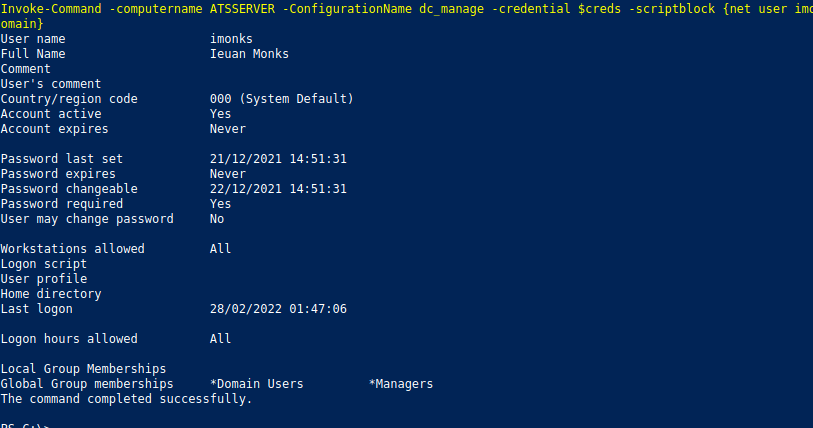 Invoke-Command -computername ATSSERVER -ConfigurationName dc_manage -credential $creds -scriptblock {net user imo
omain}
User name imonks
Full Name Ieuan Monks
Comment
User's comment
Country/region code 000 (System Default)
Account active Yes
Account expires Never
Password last set 21/12/2021 14:51:31
Password expires Never
Password changeable 22/12/2021 14:51:31
Password required Yes
User may change password No
Workstations allowed All
Logon script
User profile
Home directory
Last logon 28/02/2022 01:47:06
Logon hours allowed All
Local Group Memberships
Global Group memberships *Domain Users *Managers
The command completed successfully.
PS C:\>